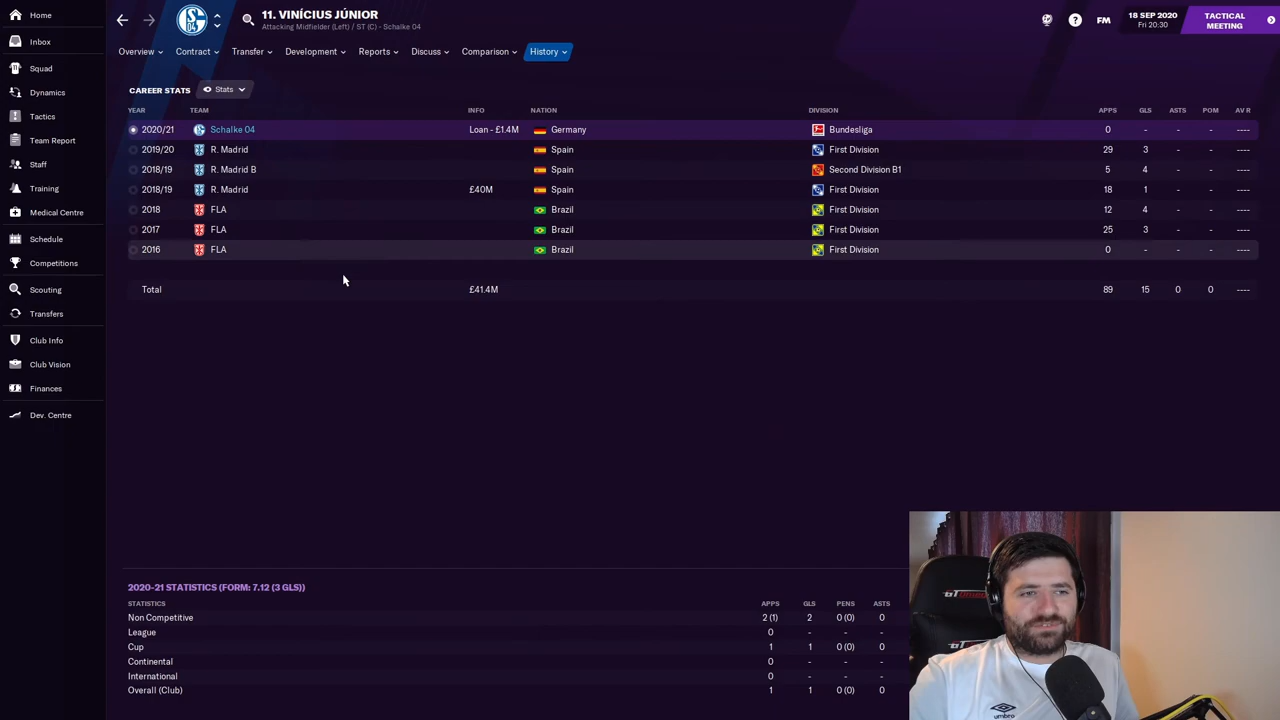 Home
11. VINÍCIUS JÚNIOR
Attacking Midfielder (Left) / ST (C) - Schalke 04
FM
18 SEP 2020
Fri 20:30
TACTICAL MEETING
Inbox
Squad
Dynamics
Tactics
Team Report
Staff
Training
Medical Centre
Schedule
Competitions
Scouting
Transfers
Club Info
Club Vision
Finances
Dev. Centre
Overview Contract Transfer Development Reports Discuss Comparison History
CAREER STATS Stats
YEAR TEAM INFO NATION DIVISION APPS GLS ASTS POM AV R
2020/21 Schalke 04 Loan - £1.4M Germany Bundesliga 0 - - - ----
2019/20 R. Madrid Spain First Division 29 3 - - ----
2018/19 R. Madrid B Spain Second Division B1 5 4 - - ----
2018/19 R. Madrid £40M Spain First Division 18 1 - - ----
2018 FLA Brazil First Division 12 4 - - ----
2017 FLA Brazil First Division 25 3 - - ----
2016 FLA Brazil First Division 0 - - - ----
Total £41.4M 89 15 0 0 ----
2020-21 STATISTICS (FORM: 7.12 (3 GLS))
STATISTICS APPS GLS PENS ASTS
Non Competitive 2 (1) 2 0 (0) 0
League 0 - - -
Cup 1 1 0 (0) 0
Continental 0 - - -
International 0 - - -
Overall (Club) 1 1 0 (0) 0
umbro